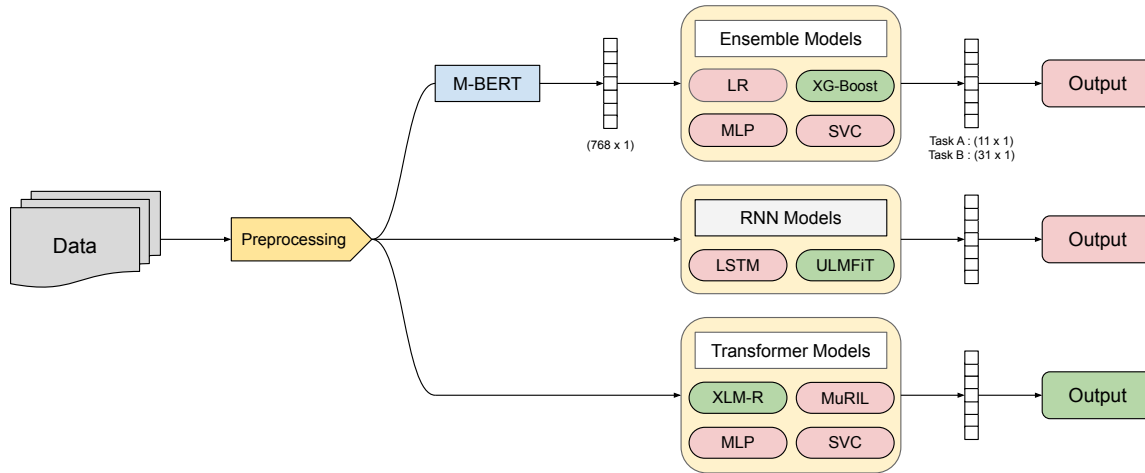 Ensemble Models
M-BERT
LR
XG-Boost
Output
MLP
SVC
(768 x 1)
Task A : (11 x 1)
Task B : (31 x 1)
RNN Models
Data
Preprocessing
Output
LSTM
ULMFiT
Transformer Models
XLM-R
MuRIL
Output
MLP
SVC